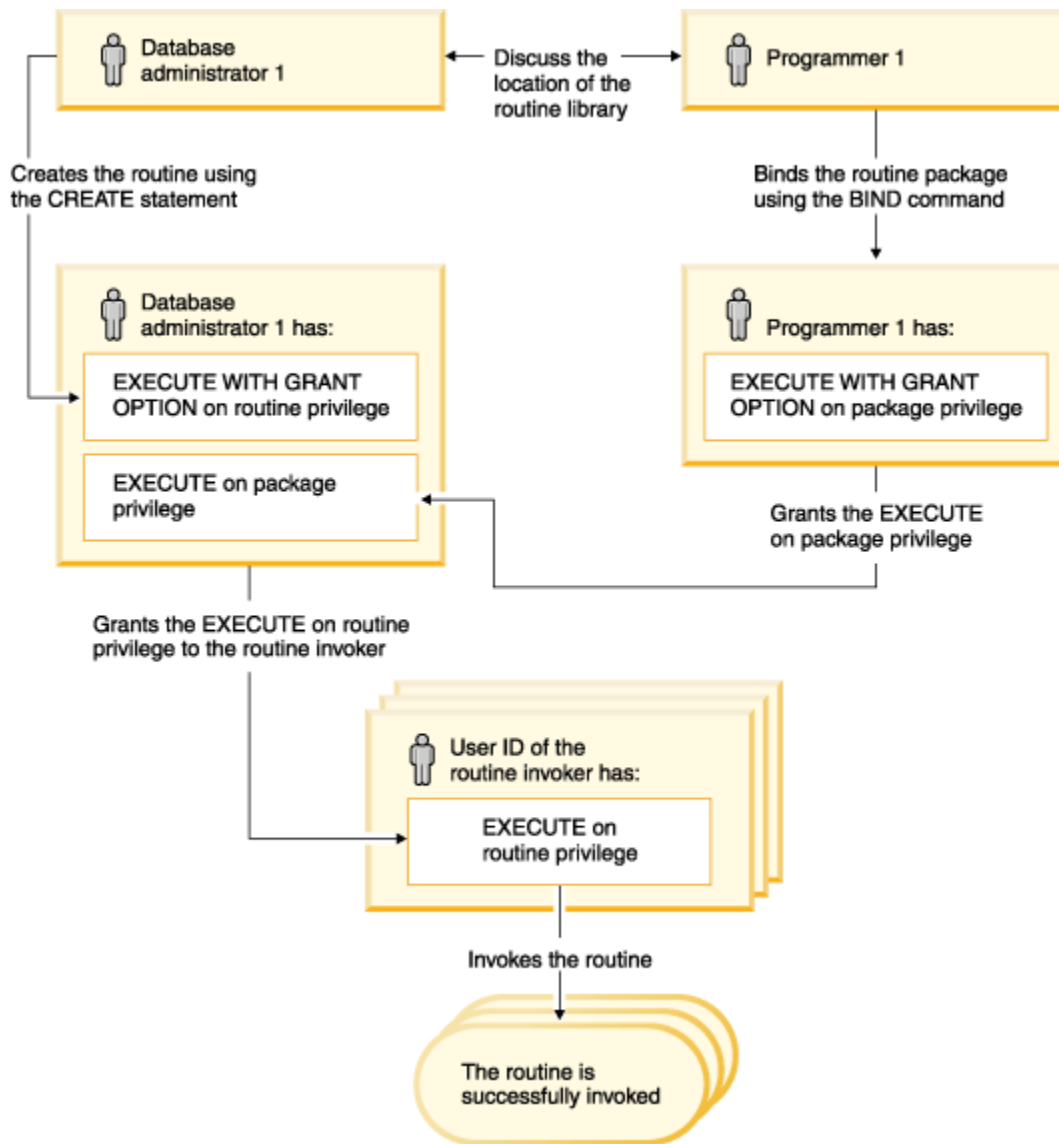 Database
administrator 1
Discuss the
location of the
routine library
Programmer 1
Creates the routine using
the CREATE statement
Binds the routine package
using the BIND command
Database
administrator 1 has:
EXECUTE WITH GRANT
OPTION on routine privilege
EXECUTE on package
privilege
Programmer 1 has:
EXECUTE WITH GRANT
OPTION on package privilege
Grants the EXECUTE
on package privilege
Grants the EXECUTE on routine
privilege to the routine invoker
User ID of the
routine invoker has:
EXECUTE on
routine privilege
Invokes the routine
The routine is
successfully invoked